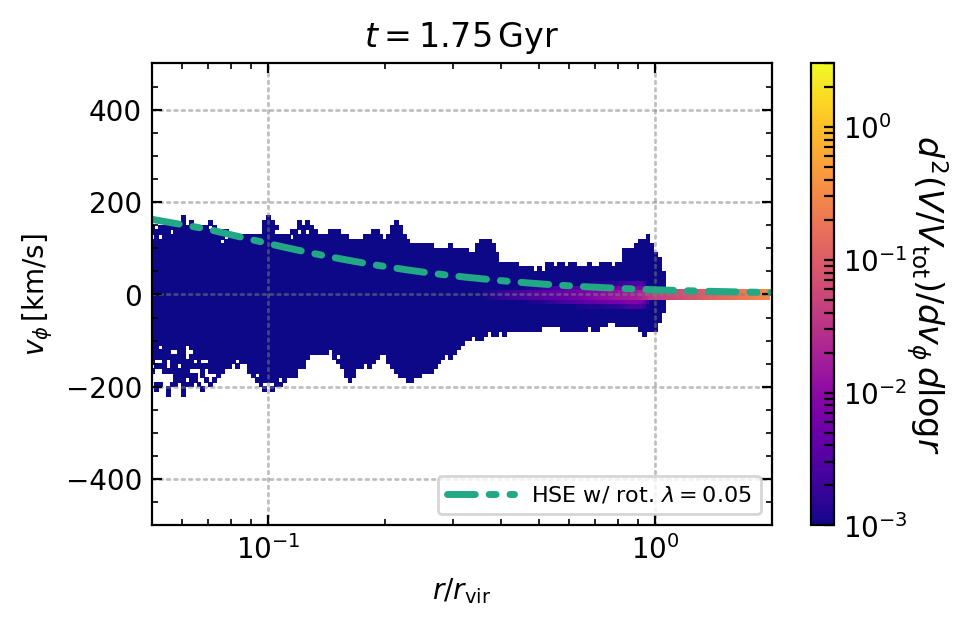 t = 1.75 Gyr
v_ϕ [km/s]
400
200
0
−200
−400
10^−1
10^0
r/r_vir
HSE w/ rot. λ = 0.05
10^0
10^−1
10^−2
10^−3
d^2(V/V_tot)/dv_ϕ dlogr